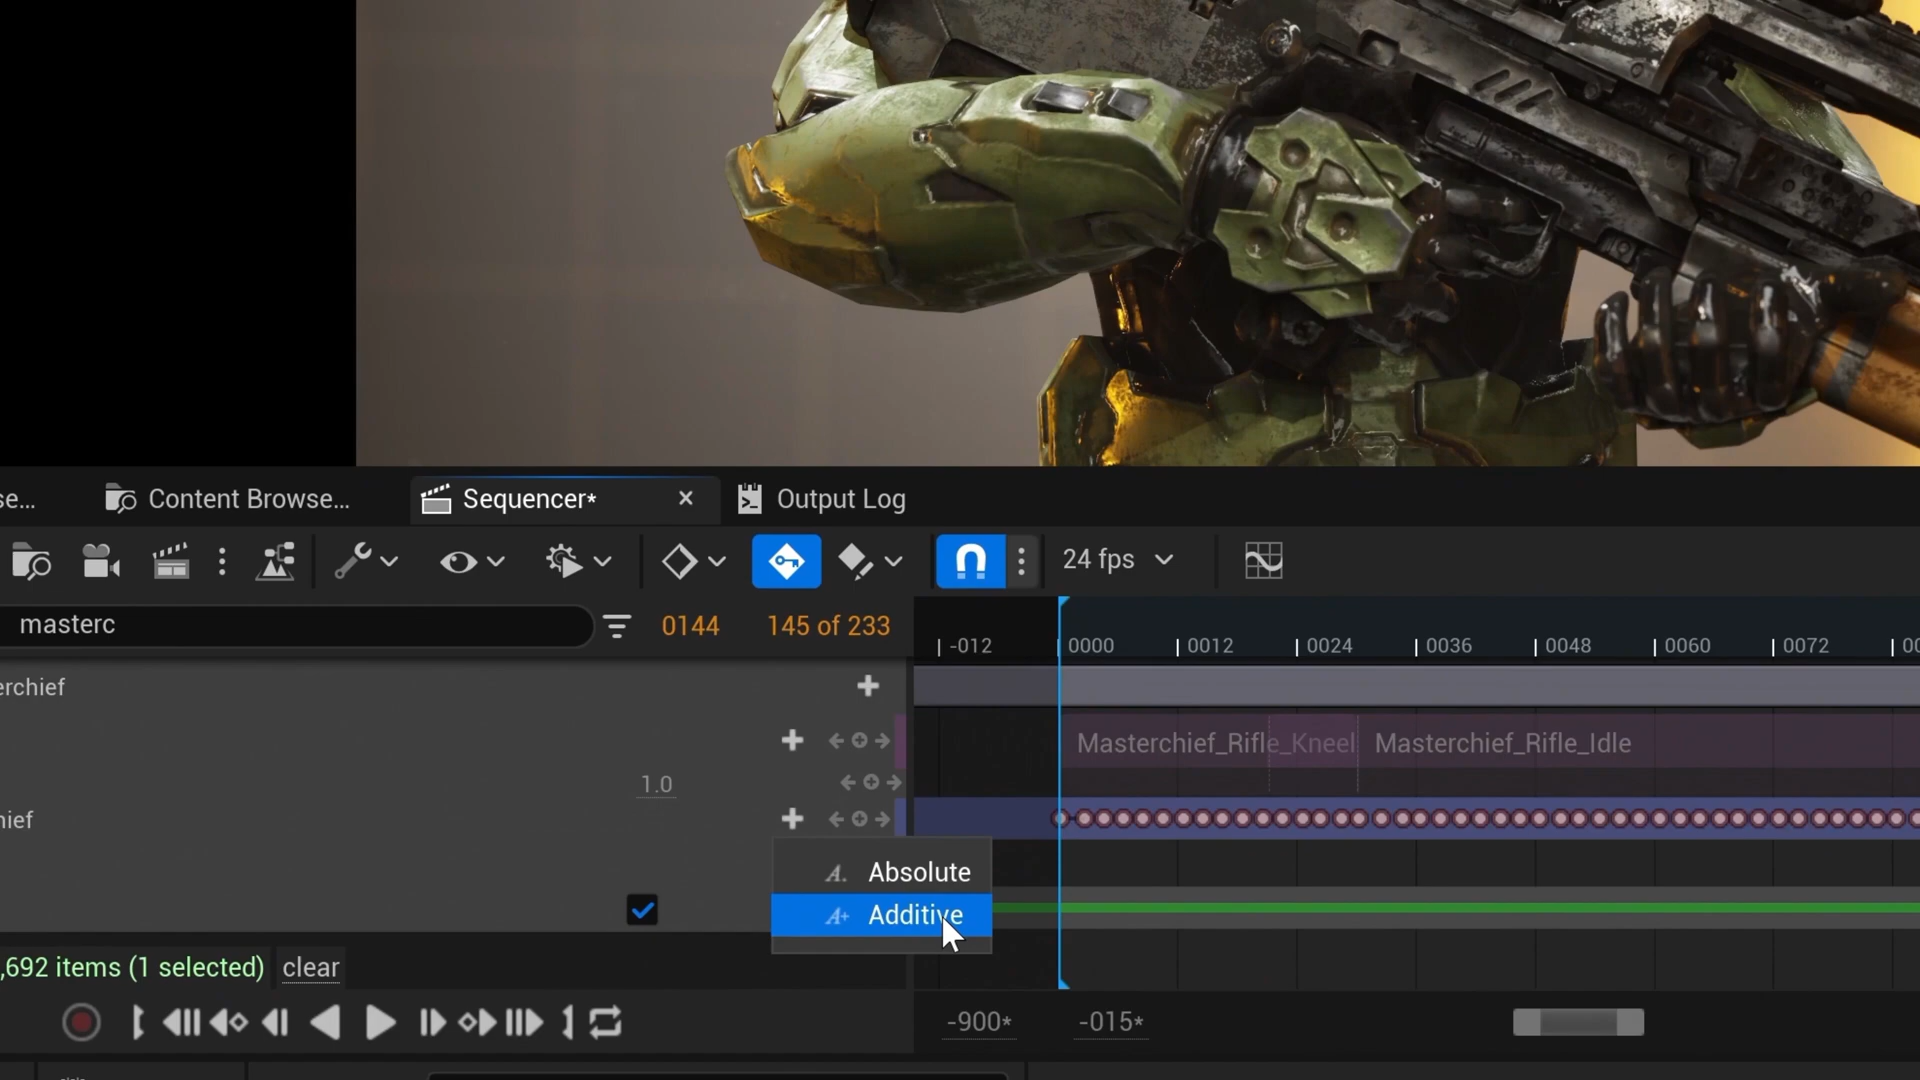 se...
Content Browse...
Sequencer*
Output Log
24 fps
masterc
0144
145 of 233
-012
0000
0012
0024
0036
0048
0060
0072
00
erchief
Masterchief_Rifle_Kneel
Masterchief_Rifle_Idle
1.0
hief
A. Absolute
A+ Additive
,692 items (1 selected)
clear
-900*
-015*